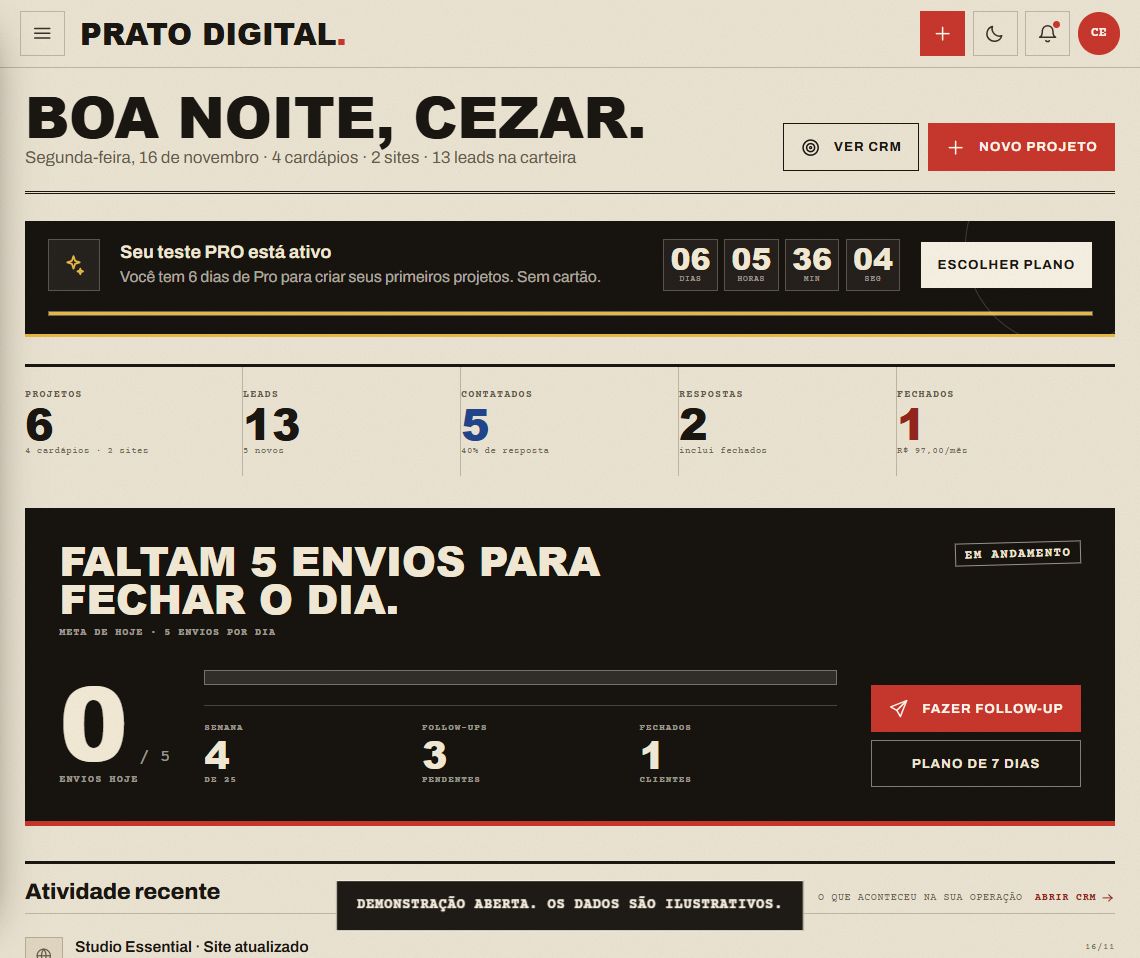 PRATO DIGITAL.
CE
BOA NOITE, CEZAR.
Segunda-feira, 16 de novembro · 4 cardápios · 2 sites · 13 leads na carteira
VER CRM
NOVO PROJETO
Seu teste PRO está ativo
Você tem 6 dias de Pro para criar seus primeiros projetos. Sem cartão.
06 05 36 04
DIAS HORAS MIN SEG
ESCOLHER PLANO
PROJETOS
6
4 cardápios · 2 sites
LEADS
13
5 novos
CONTATADOS
5
40% de resposta
RESPOSTAS
2
inclui fechados
FECHADOS
1
R$ 97,00/mês
FALTAM 5 ENVIOS PARA
FECHAR O DIA.
META DE HOJE · 5 ENVIOS POR DIA
EM ANDAMENTO
0 / 5
ENVIOS HOJE
SEMANA
4
DE 25
FOLLOW-UPS
3
PENDENTES
FECHADOS
1
CLIENTES
FAZER FOLLOW-UP
PLANO DE 7 DIAS
Atividade recente
O QUE ACONTECEU NA SUA OPERAÇÃO
ABRIR CRM →
DEMONSTRAÇÃO ABERTA. OS DADOS SÃO ILUSTRATIVOS.
Studio Essential · Site atualizado
16/11